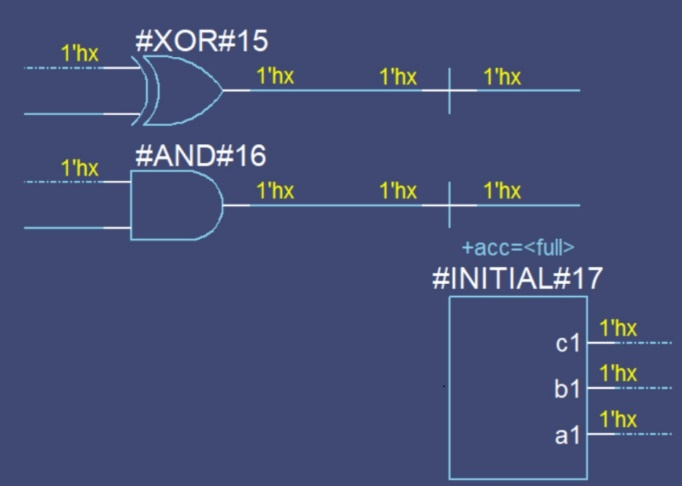 #XOR#15
1'hx
1'hx 1'hx 1'hx
#AND#16
1'hx
1'hx 1'hx 1'hx
+acc=<full>
#INITIAL#17
c1 1'hx
b1 1'hx
a1 1'hx